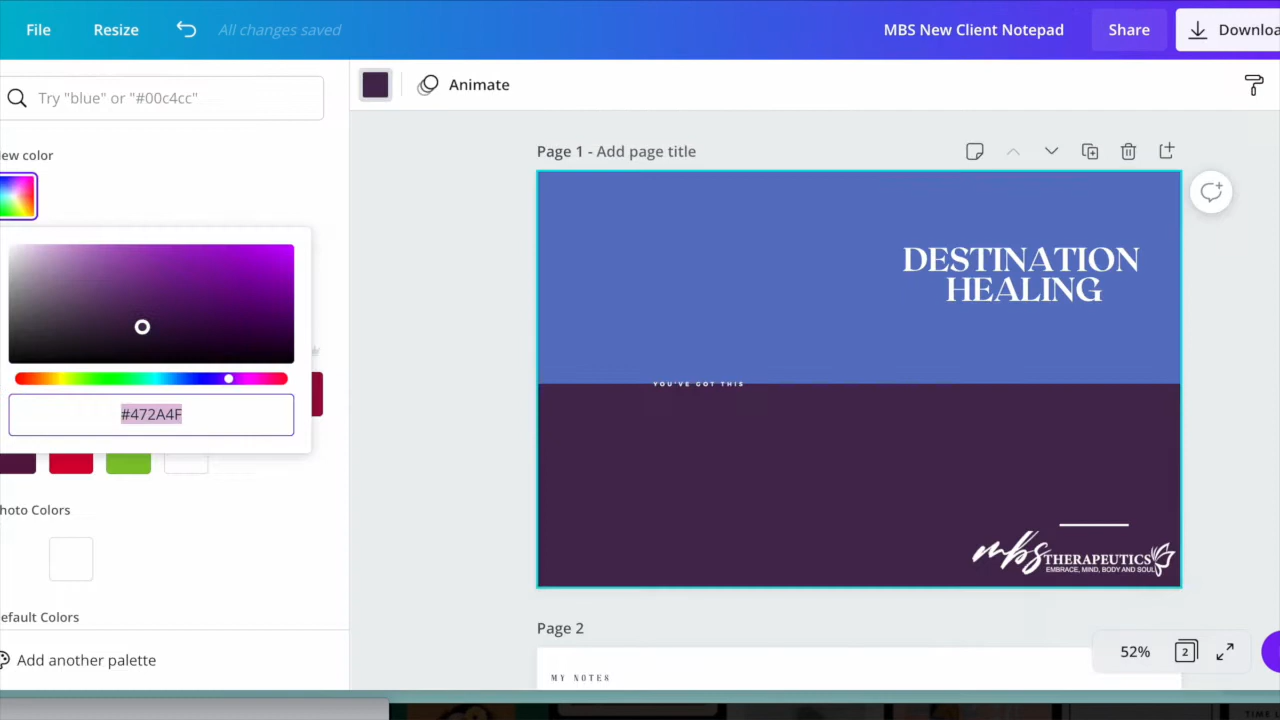 File Resize All changes saved MBS New Client Notepad Share Downloa
Try "blue" or "#00c4cc"
Animate
ew color
Page 1 - Add page title
DESTINATION
HEALING
YOU'VE GOT THIS
#472A4F
hoto Colors
mbs THERAPEUTICS
EMBRACE, MIND, BODY AND SOUL
efault Colors
Page 2
Add another palette
52% 2
MY NOTES